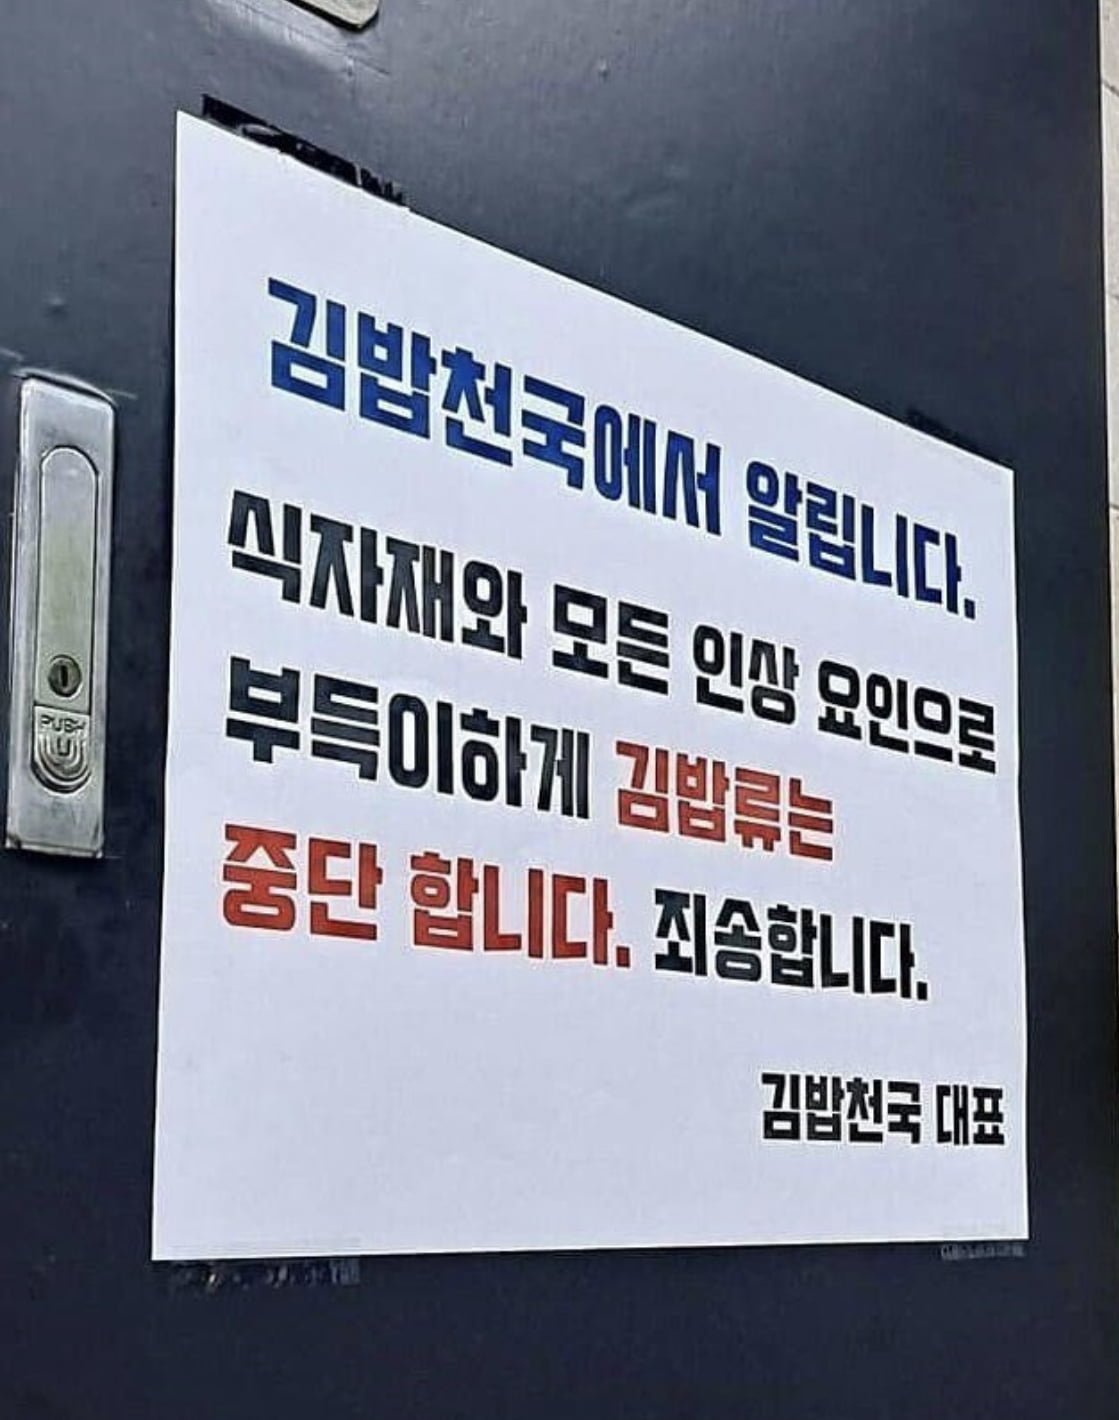 김밥천국에서 알립니다.
식자재와 모든 인상 요인으로
부득이하게 김밥류는
중단 합니다. 죄송합니다.
김밥천국 대표
PUSH